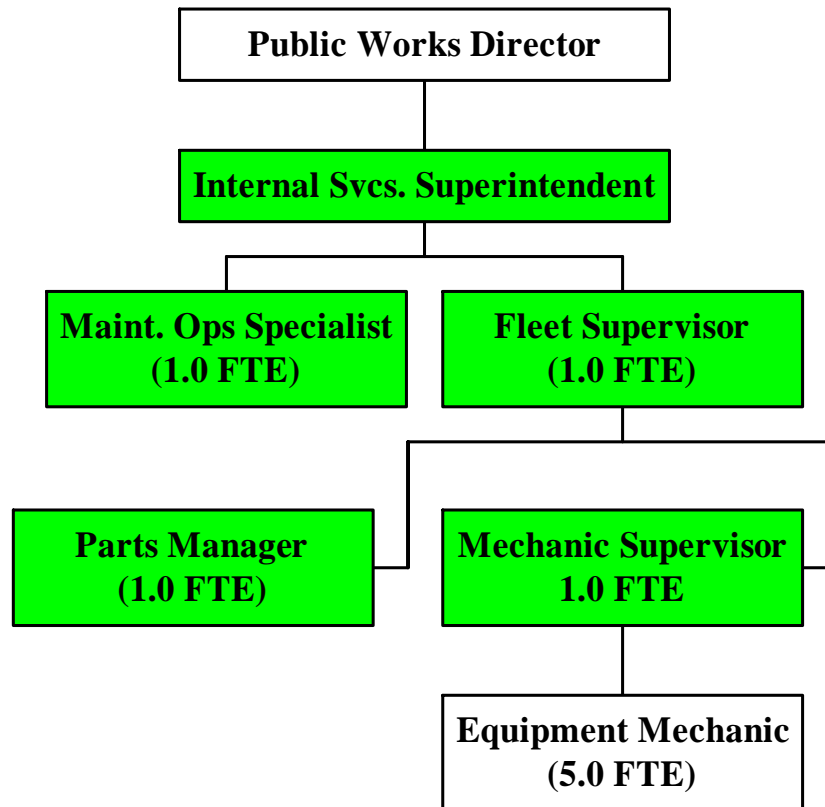 Public Works Director
Internal Svcs. Superintendent
Maint. Ops Specialist
(1.0 FTE)
Fleet Supervisor
(1.0 FTE)
Parts Manager
(1.0 FTE)
Mechanic Supervisor
1.0 FTE
Equipment Mechanic
(5.0 FTE)